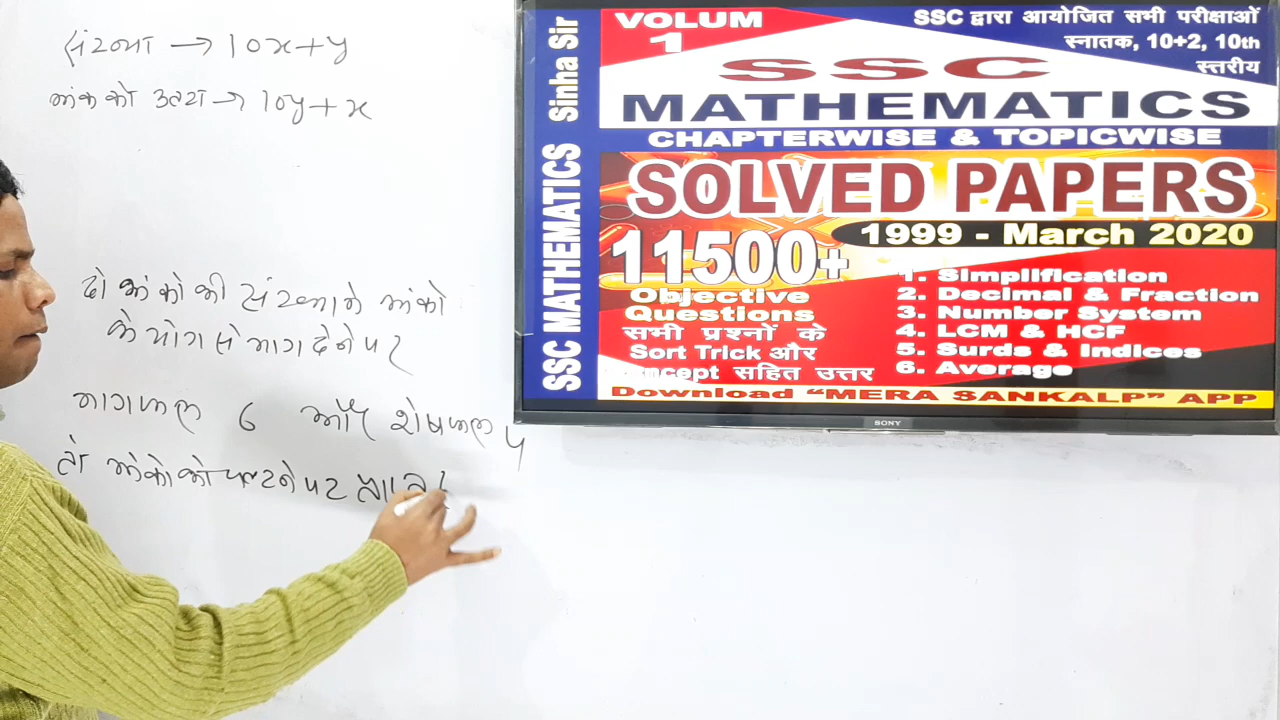 संख्या → 10x+y
अंक को उल्टा → 10y+x
दो अंको की संख्या मे अंको
के योग से भाग देने पर
भागफल 6 और शेषफल
तो अंको को पलटने पर
SSC MATHEMATICS Sinha Sir
VOLUM
1
SSC द्वारा आयोजित सभी परीक्षाओं
स्नातक, 10+2, 10th
स्तरीय
SSC
MATHEMATICS
CHAPTERWISE & TOPICWISE
SOLVED PAPERS
1999 - March 2020
11500+
Objective
Questions
सभी प्रश्नों के
Sort Trick और
oncept सहित उत्तर
1. Simplification
2. Decimal & Fraction
3. Number System
4. LCM & HCF
5. Surds & Indices
6. Average
Download “MERA SANKALP” APP
SONY